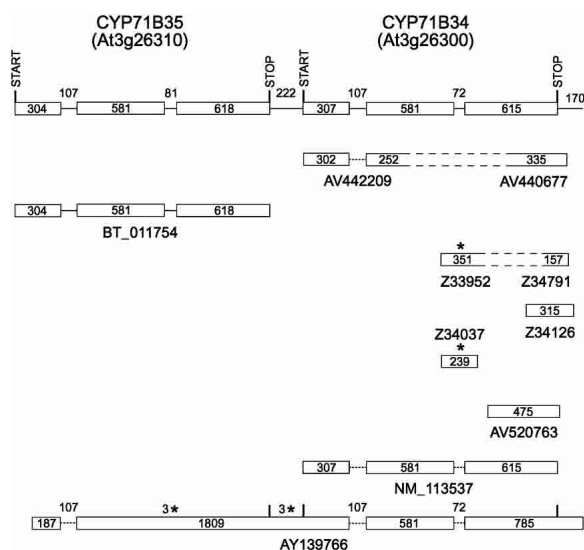 CYP71B35 CYP71B34
(At3g26310) (At3g26300)
START STOP START STOP
107 81 222 107 72 170
304 581 618 307 581 615
302 252 335
AV442209 AV440677
304 581 618
BT_011754
*
351 157
Z33952 Z34791
315
Z34037 Z34126
*
239
475
AV520763
307 581 615
NM_113537
107 3* 3* 107 72
187 1809 581 785
AY139766